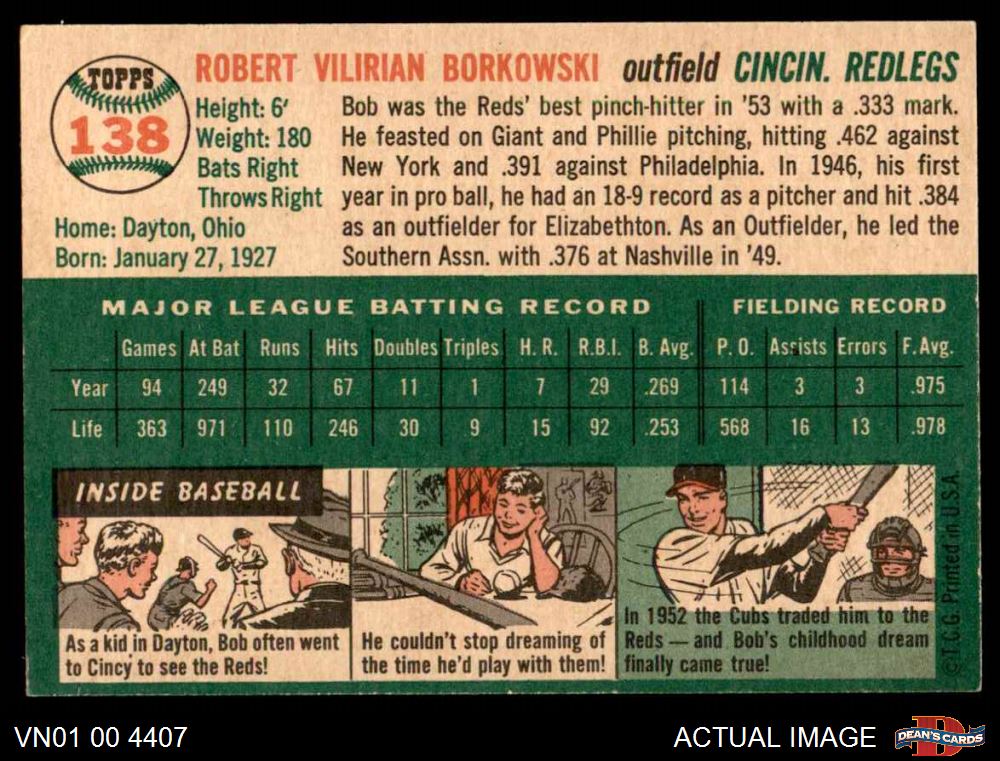 TOPPS
138
ROBERT VILIRIAN BORKOWSKI outfield CINCIN. REDLEGS
Height: 6'
Weight: 180
Bats Right
Throws Right
Home: Dayton, Ohio
Born: January 27, 1927
Bob was the Reds' best pinch-hitter in '53 with a .333 mark.
He feasted on Giant and Phillie pitching, hitting .462 against
New York and .391 against Philadelphia. In 1946, his first
year in pro ball, he had an 18-9 record as a pitcher and hit .384
as an outfielder for Elizabethton. As an Outfielder, he led the
Southern Assn. with .376 at Nashville in '49.
MAJOR LEAGUE BATTING RECORD FIELDING RECORD
Games At Bat Runs Hits Doubles Triples H. R. R.B.I. B. Avg. P. O. Assists Errors F. Avg.
Year 94 249 32 67 11 1 7 29 .269 114 3 3 .975
Life 363 971 110 246 30 9 15 92 .253 568 16 13 .978
INSIDE BASEBALL
As a kid in Dayton, Bob often went
to Cincy to see the Reds!
He couldn't stop dreaming of
the time he'd play with them!
In 1952 the Cubs traded him to the
Reds — and Bob's childhood dream
finally came true!
© T.C.G. Printed in U.S.A.
VN01 00 4407
ACTUAL IMAGE
DEAN'S CARDS